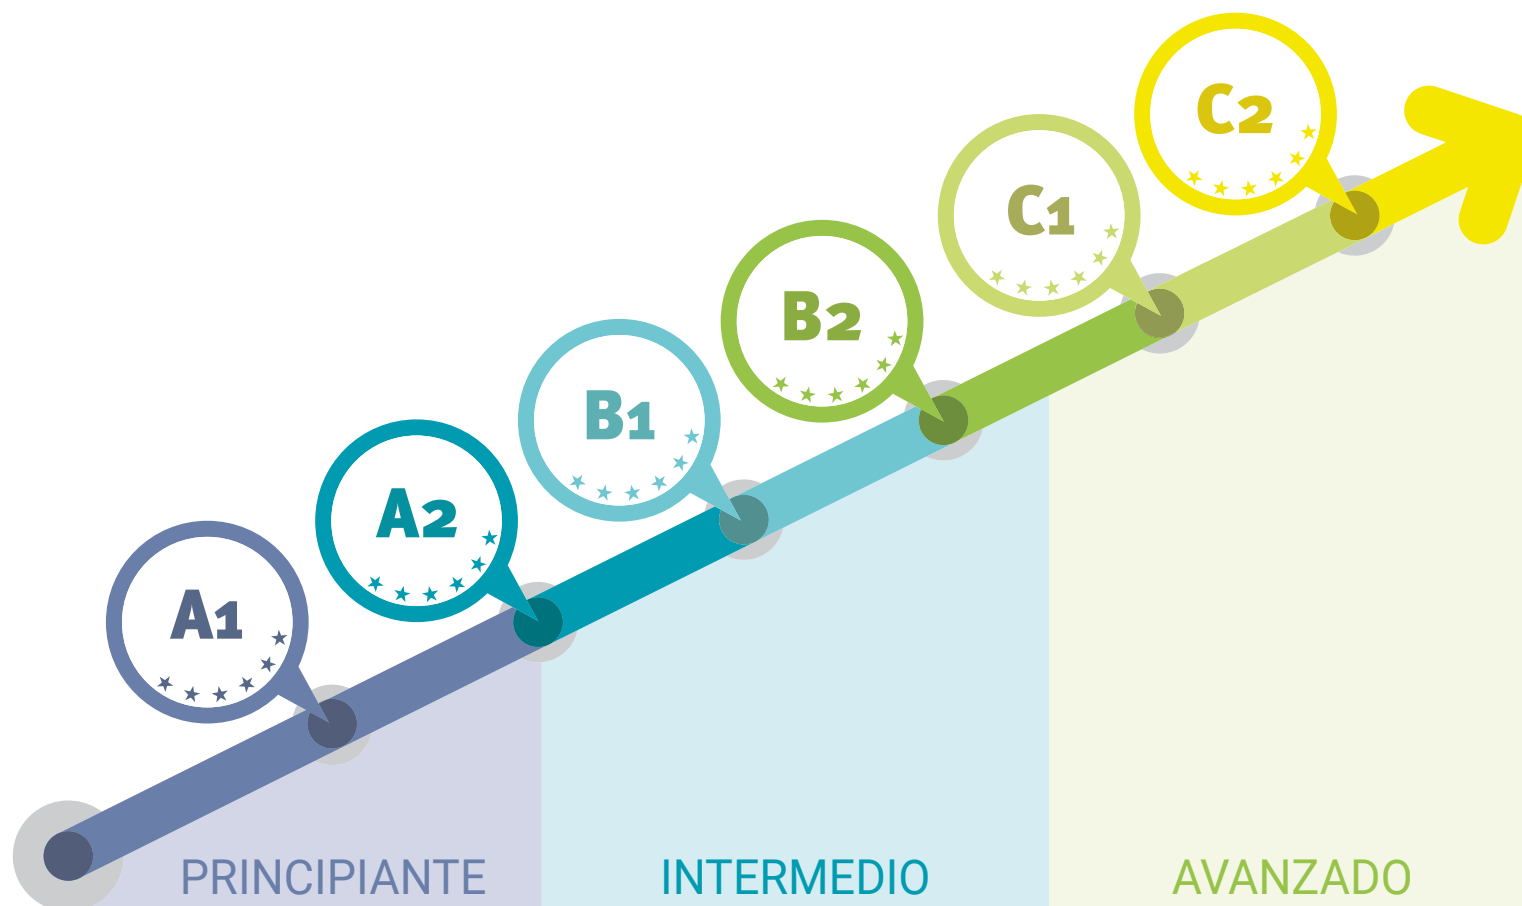 A1
A2
B1
B2
C1
C2
PRINCIPIANTE
INTERMEDIO
AVANZADO